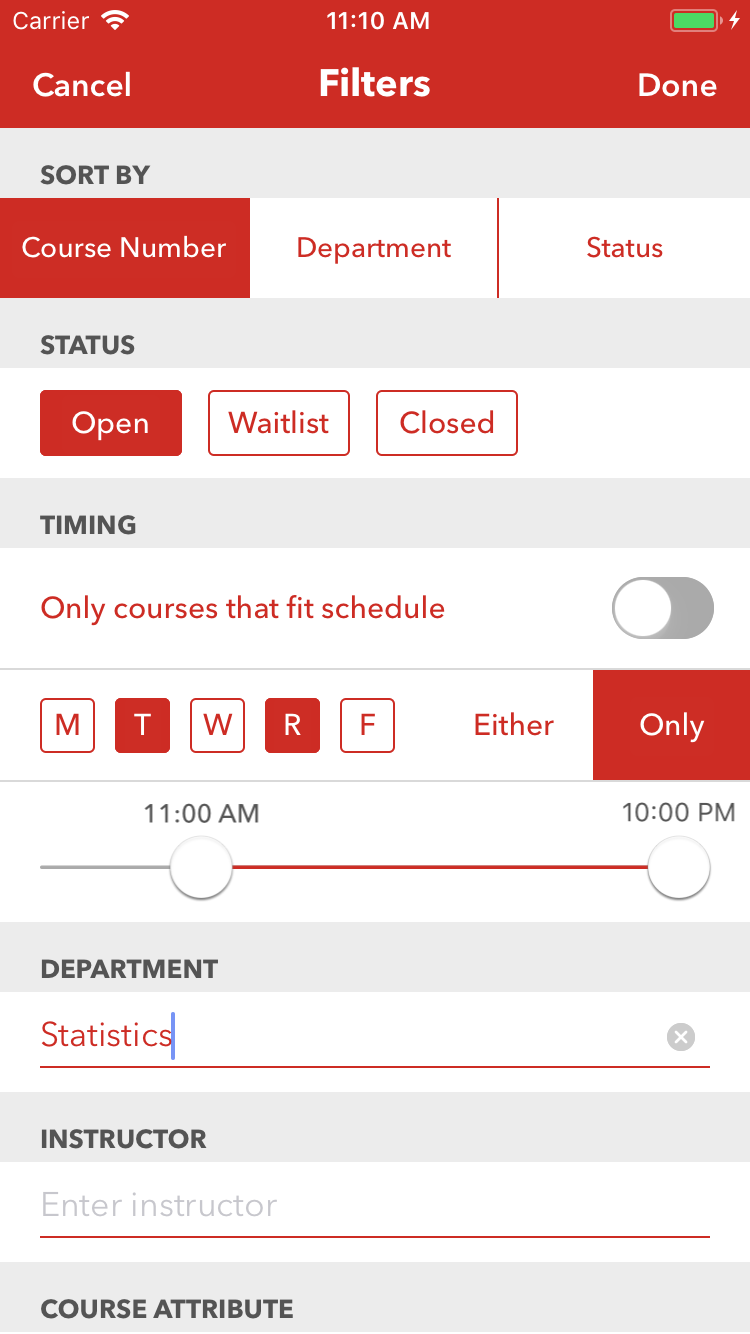 Carrier 11:10 AM
Cancel Filters Done
SORT BY
Course Number Department Status
STATUS
Open Waitlist Closed
TIMING
Only courses that fit schedule
M T W R F Either Only
11:00 AM 10:00 PM
DEPARTMENT
Statistics
INSTRUCTOR
Enter instructor
COURSE ATTRIBUTE